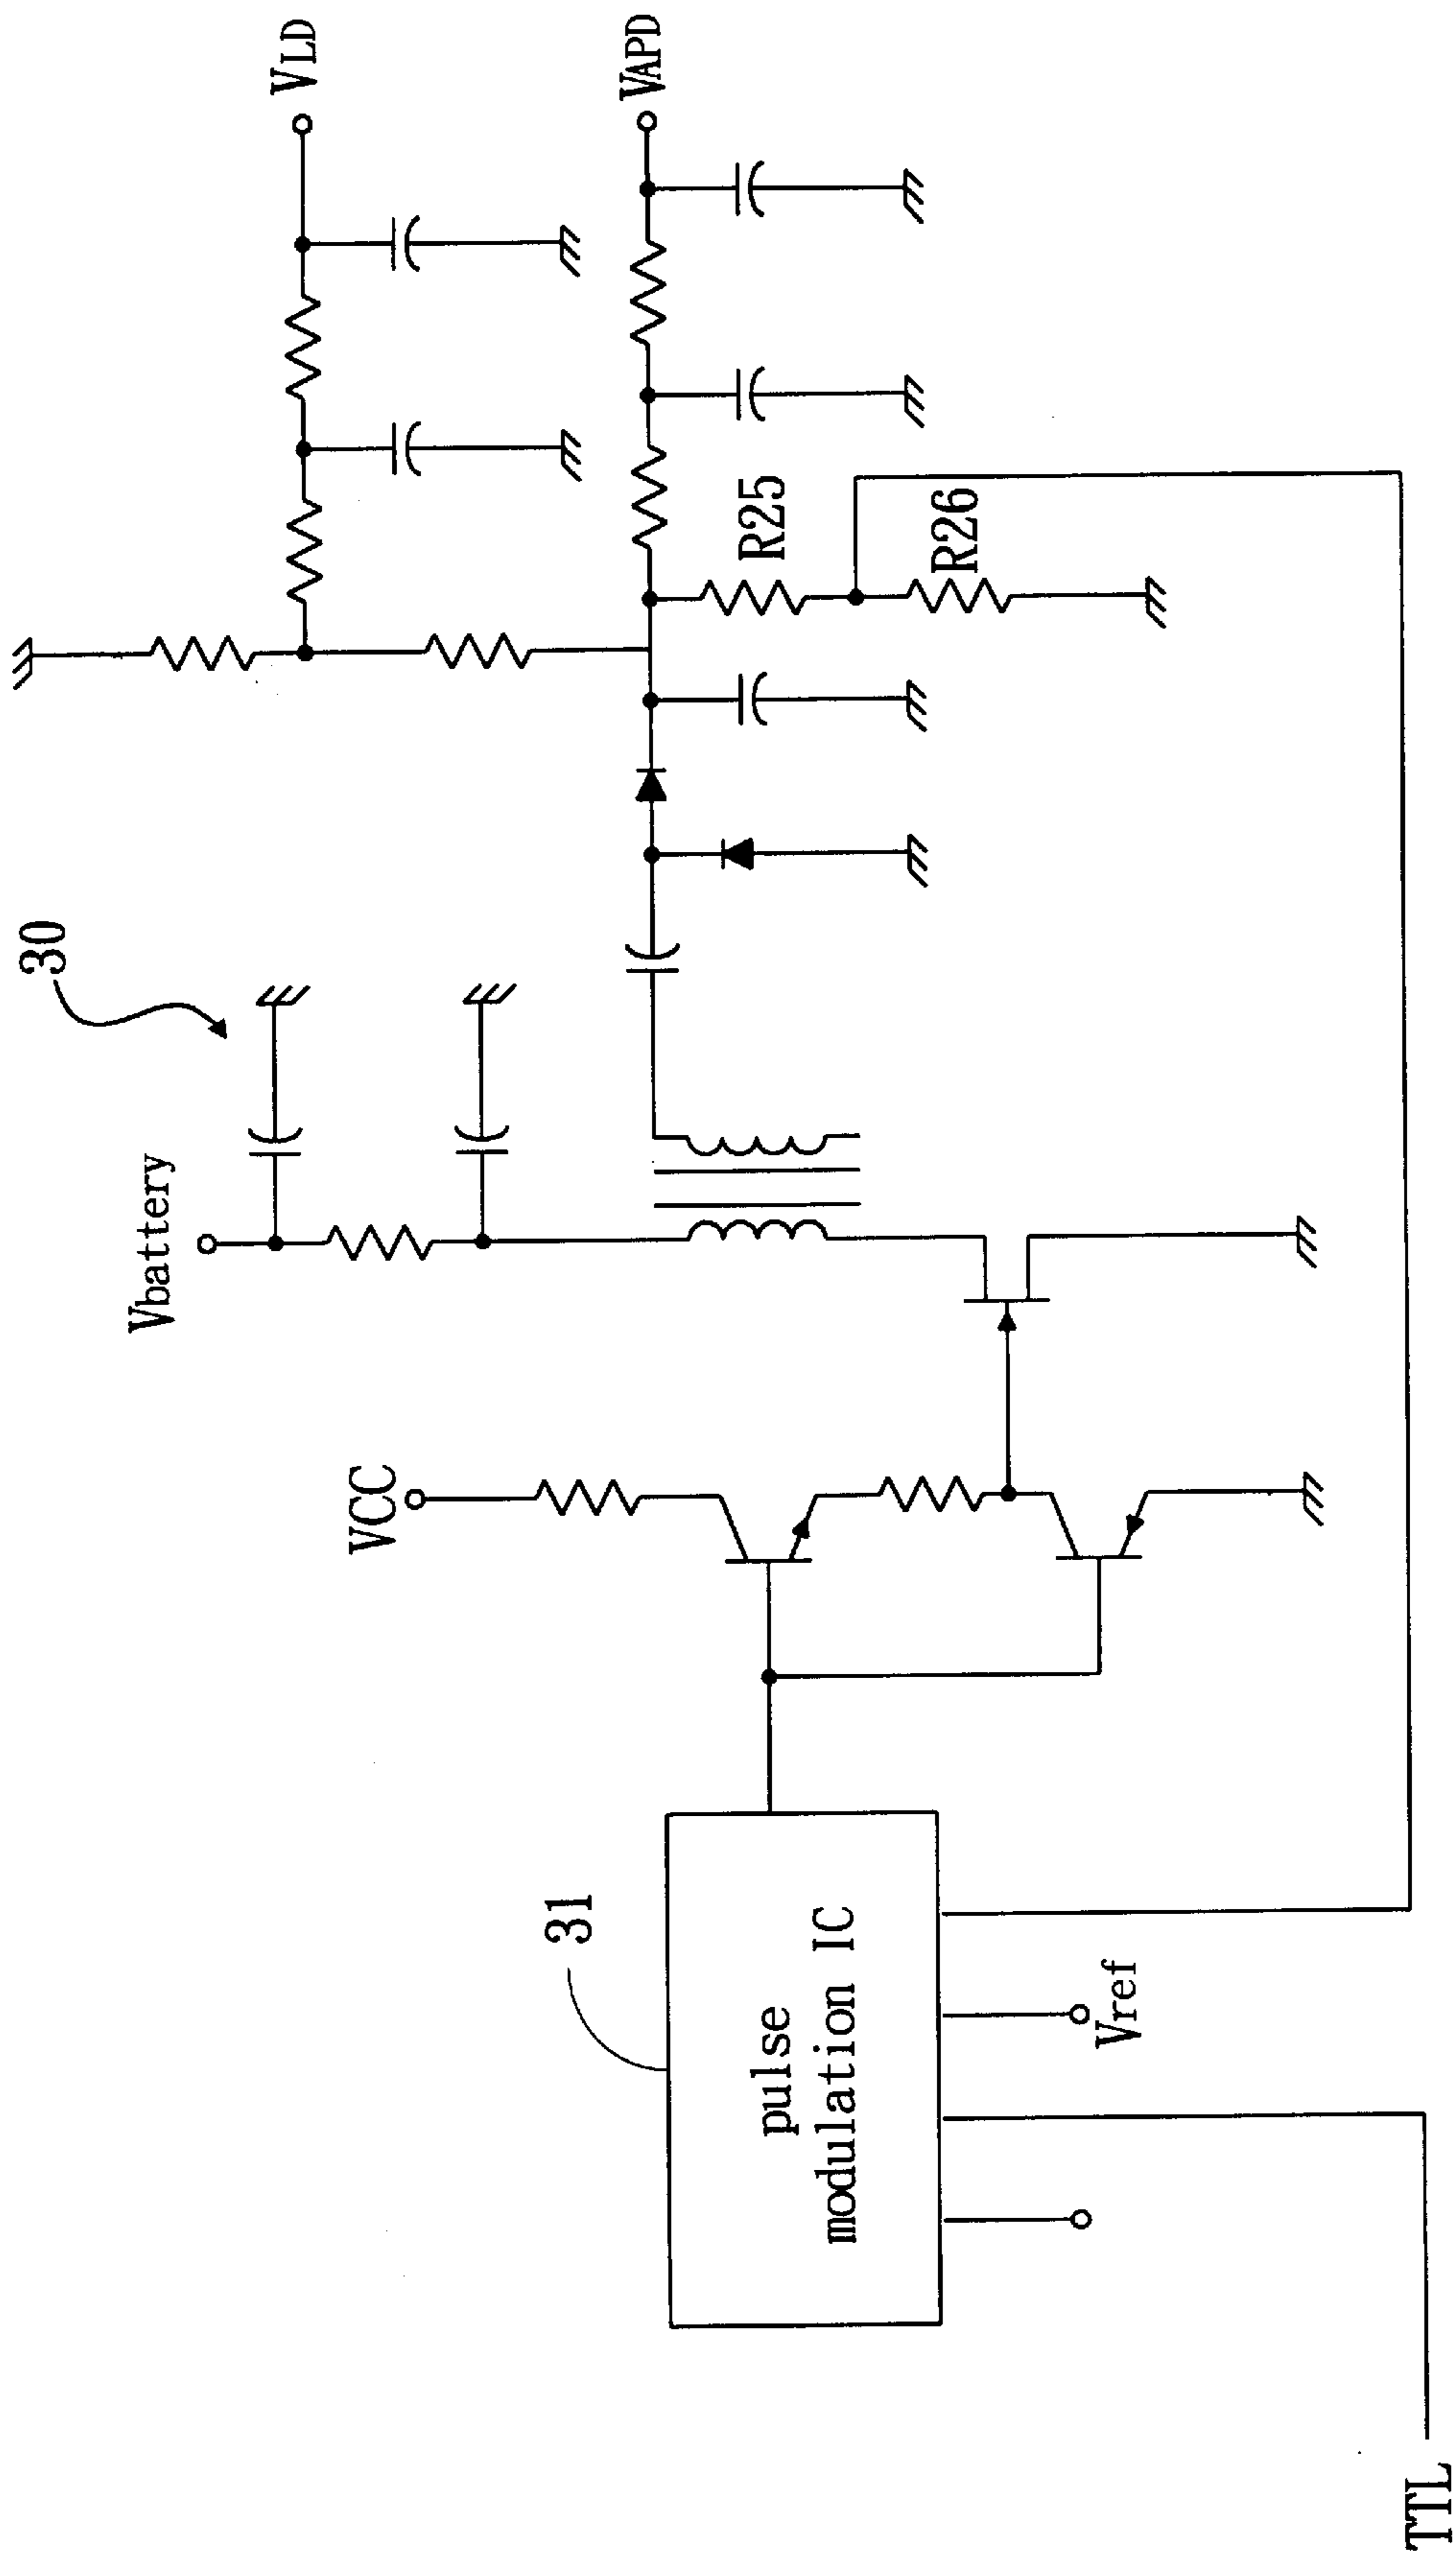 30
Vbattery
VLD
VCC
VAPD
R25
R26
31
pulse
modulation IC
Vref
TTL